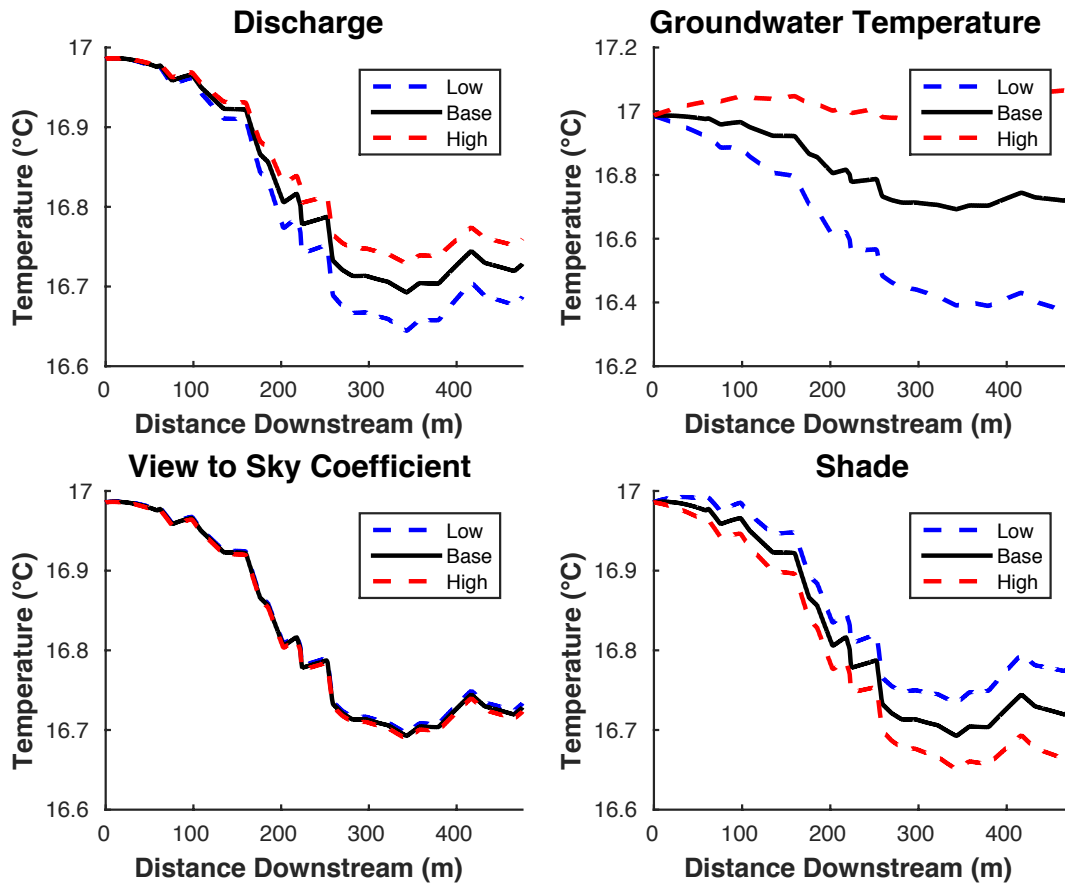 Discharge
17
16.9
16.8
16.7
16.6
Temperature (°C)
Low
Base
High
0 100 200 300 400
Distance Downstream (m)
Groundwater Temperature
17.2
17
16.8
16.6
16.4
16.2
Temperature (°C)
Low
Base
High
0 100 200 300 400
Distance Downstream (m)
View to Sky Coefficient
17
16.9
16.8
16.7
16.6
Temperature (°C)
Low
Base
High
0 100 200 300 400
Distance Downstream (m)
Shade
17
16.9
16.8
16.7
16.6
Temperature (°C)
Low
Base
High
0 100 200 300 400
Distance Downstream (m)